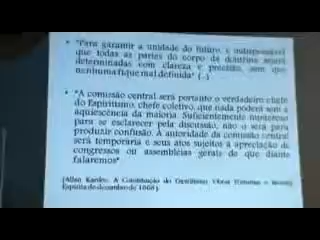 • "Para garantir a unidade do futuro, é indispensável
que todas as partes do corpo da doutrina sejam
determinadas com clareza e precisão, sem que
nenhuma fique mal definida" (...)
• "A comissão central será portanto o verdadeiro chefe
do Espiritismo, chefe coletivo, que nada poderá sem a
aquiescência da maioria. Suficientemente numeroso
para se esclarecer pela discussão, não o será para
produzir confusão. A autoridade da comissão central
será temporária e seus atos sujeitos à apreciação de
congressos ou assembléias gerais de que diante
falaremos"
(Allan Kardec. A Constituição do Espiritismo. Obras Póstumas e Revista
Espírita de dezembro de 1868).